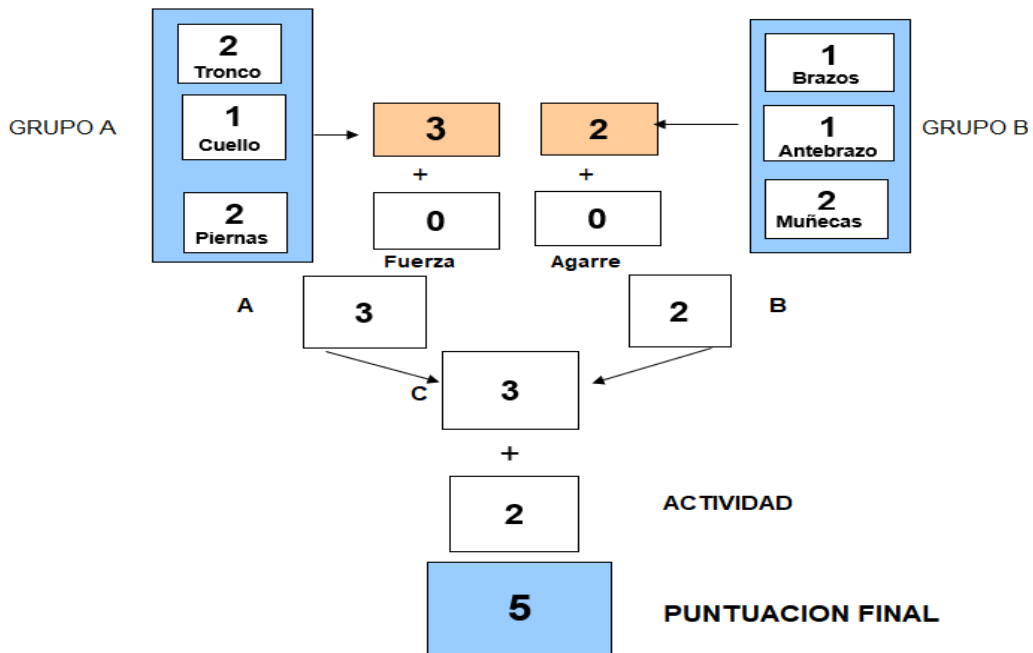 2
Tronco
1
Cuello
2
Piernas
GRUPO A
3
+
0
Fuerza
2
+
0
Agarre
1
Brazos
1
Antebrazo
2
Muñecas
GRUPO B
A
3
2
B
C
3
+
2
ACTIVIDAD
5
PUNTUACION FINAL